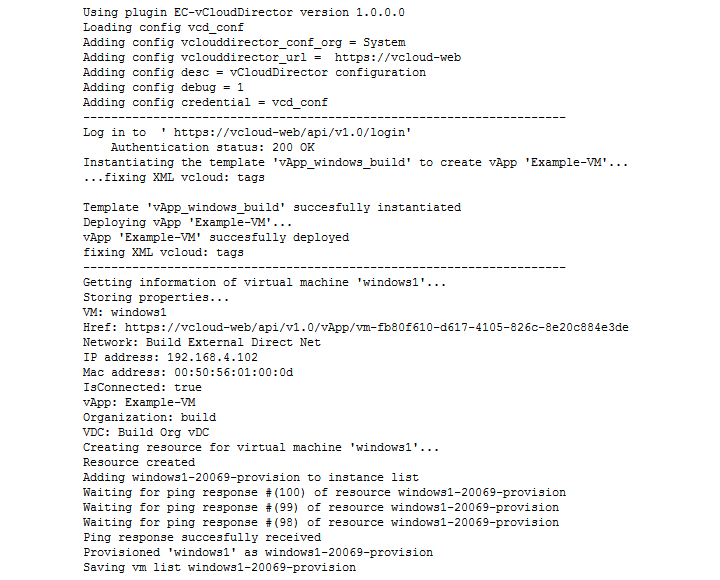 Using plugin EC-vCloudDirector version 1.0.0.0
Loading config vcd_conf
Adding config vclouddirector_conf_org = System
Adding config vclouddirector_url =  https://vcloud-web
Adding config desc = vCloudDirector configuration
Adding config debug = 1
Adding config credential = vcd_conf
---------------------------------------------------------------------
Log in to  ' https://vcloud-web/api/v1.0/login'
    Authentication status: 200 OK
Instantiating the template 'vApp_windows_build' to create vApp 'Example-VM'...
...fixing XML vcloud: tags

Template 'vApp_windows_build' succesfully instantiated
Deploying vApp 'Example-VM'...
vApp 'Example-VM' succesfully deployed
fixing XML vcloud: tags
---------------------------------------------------------------------
Getting information of virtual machine 'windows1'...
Storing properties...
VM: windows1
Href: https://vcloud-web/api/v1.0/vApp/vm-fb80f610-d617-4105-826c-8e20c884e3de
Network: Build External Direct Net
IP address: 192.168.4.102
Mac address: 00:50:56:01:00:0d
IsConnected: true
vApp: Example-VM
Organization: build
VDC: Build Org vDC
Creating resource for virtual machine 'windows1'...
Resource created
Adding windows1-20069-provision to instance list
Waiting for ping response #(100) of resource windows1-20069-provision
Waiting for ping response #(99) of resource windows1-20069-provision
Waiting for ping response #(98) of resource windows1-20069-provision
Ping response succesfully received
Provisioned 'windows1' as windows1-20069-provision
Saving vm list windows1-20069-provision